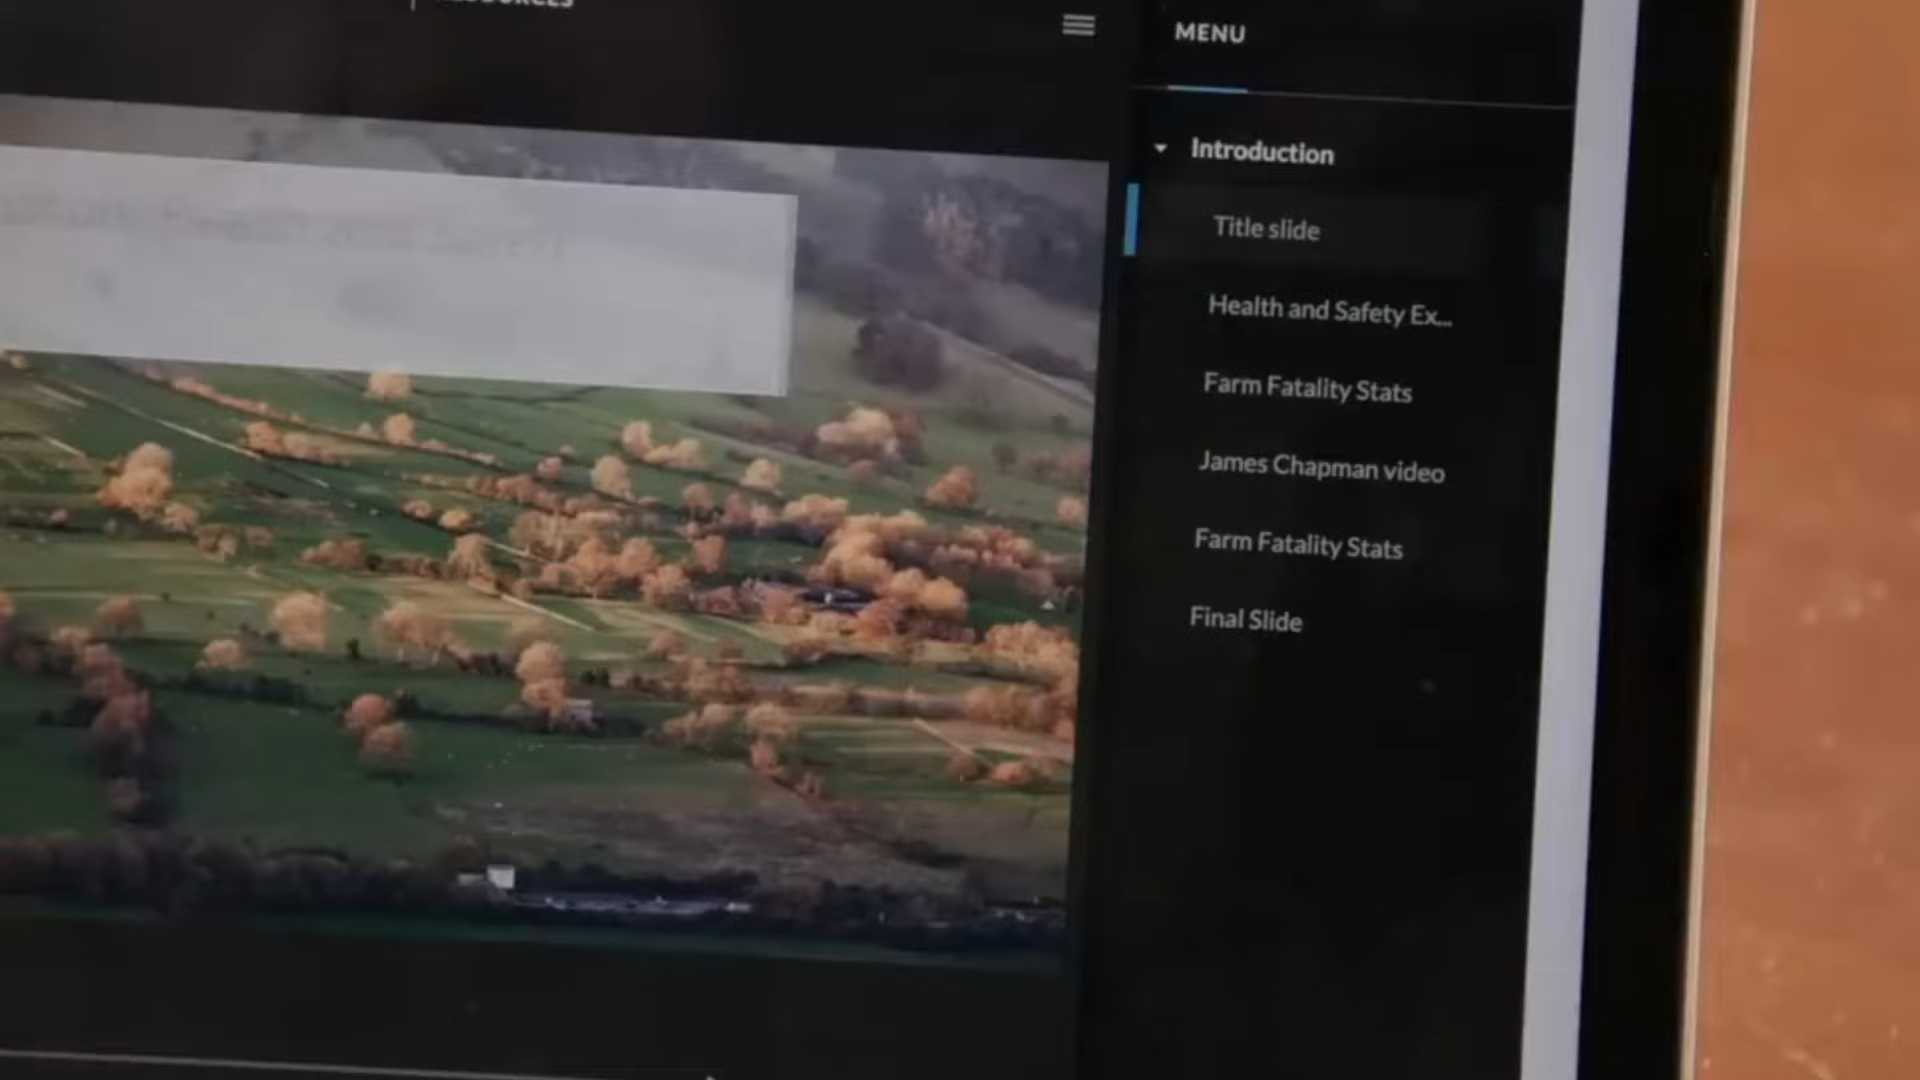 MENU
Introduction
Title slide
Health and Safety Ex...
Farm Fatality Stats
James Chapman video
Farm Fatality Stats
Final Slide